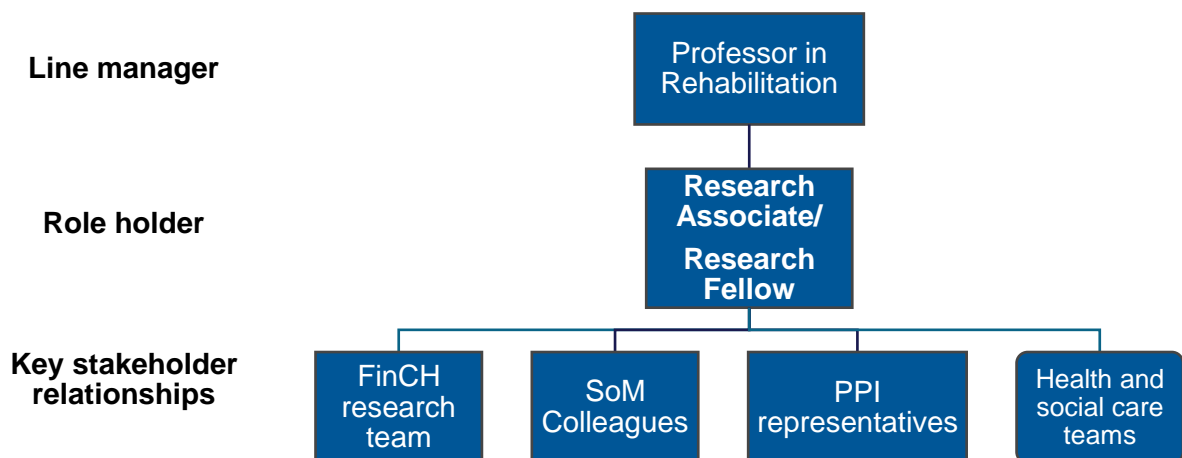 Line manager
Professor in
Rehabilitation
Role holder
Research
Associate/
Research
Fellow
Key stakeholder
relationships
FinCH
research
team
SoM
Colleagues
PPI
representatives
Health and
social care
teams